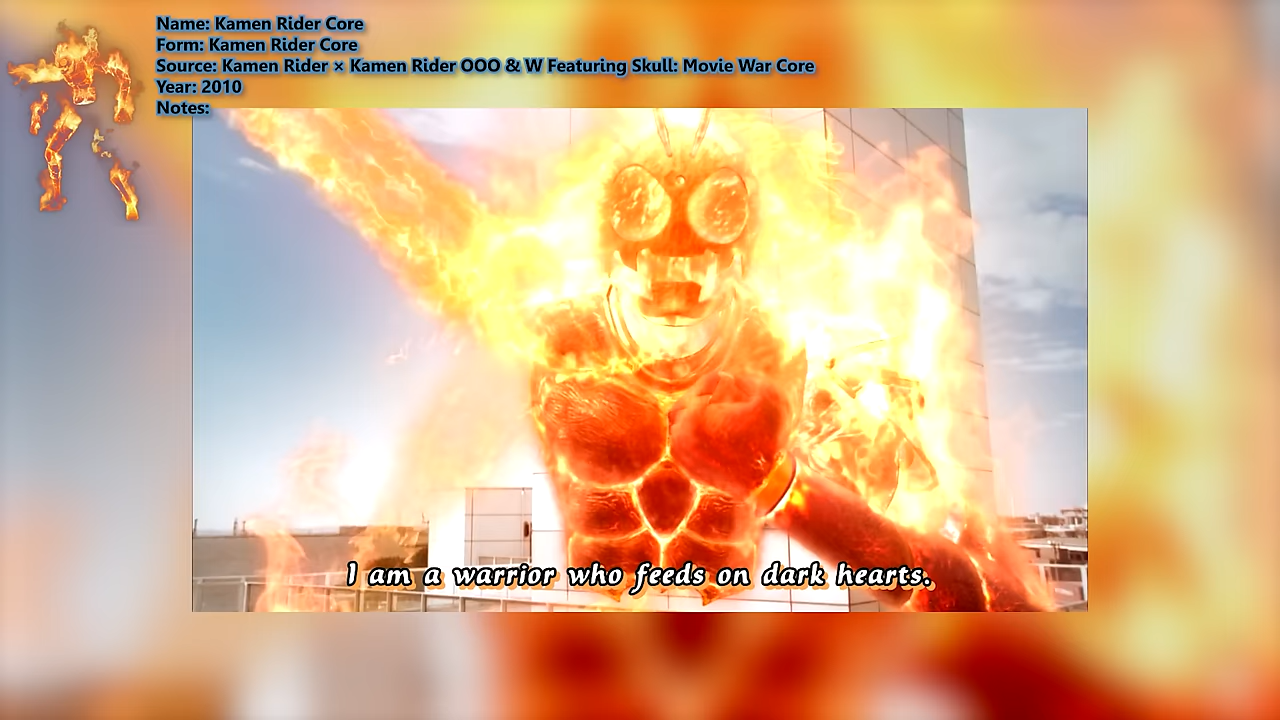 Name: Kamen Rider Core
Form: Kamen Rider Core
Source: Kamen Rider × Kamen Rider OOO & W Featuring Skull: Movie War Core
Year: 2010
Notes:
I am a warrior who feeds on dark hearts.